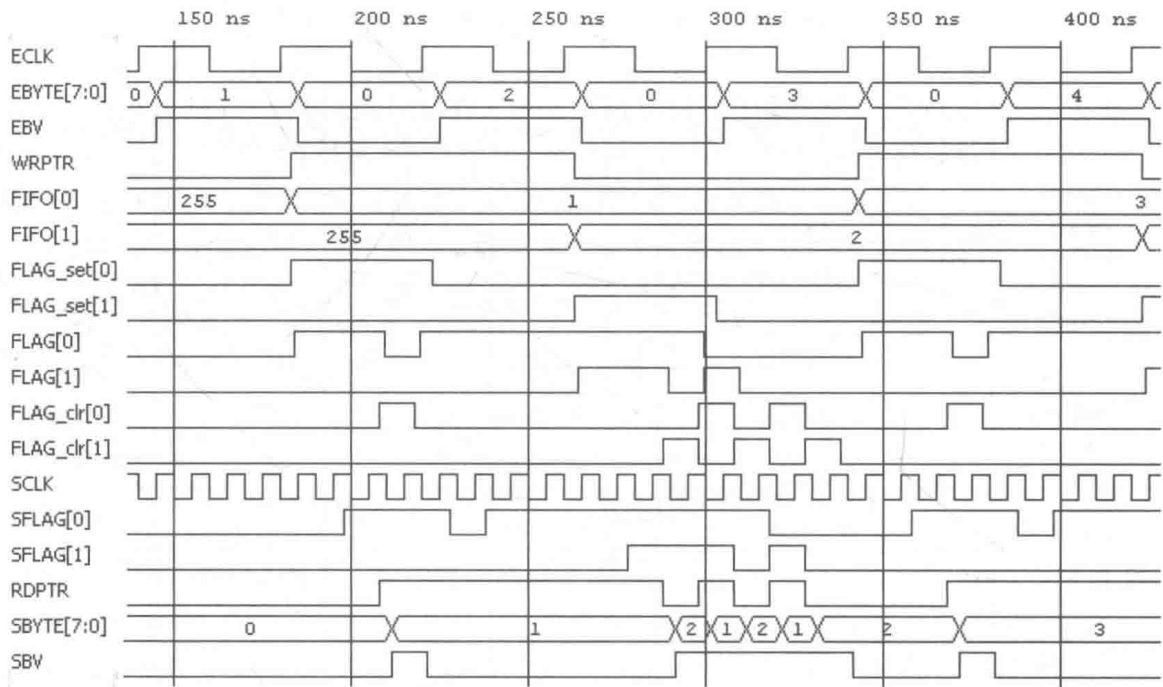 150 ns 200 ns 250 ns 300 ns 350 ns 400 ns
ECLK
EBYTE[7:0] 0 1 0 2 0 3 0 4
EBV
WRPTR
FIFO[0] 255 1 3
FIFO[1] 255 2
FLAG_set[0]
FLAG_set[1]
FLAG[0]
FLAG[1]
FLAG_clr[0]
FLAG_clr[1]
SCLK
SFLAG[0]
SFLAG[1]
RDPTR
SBYTE[7:0] 0 1 2 1 2 1 2 3
SBV